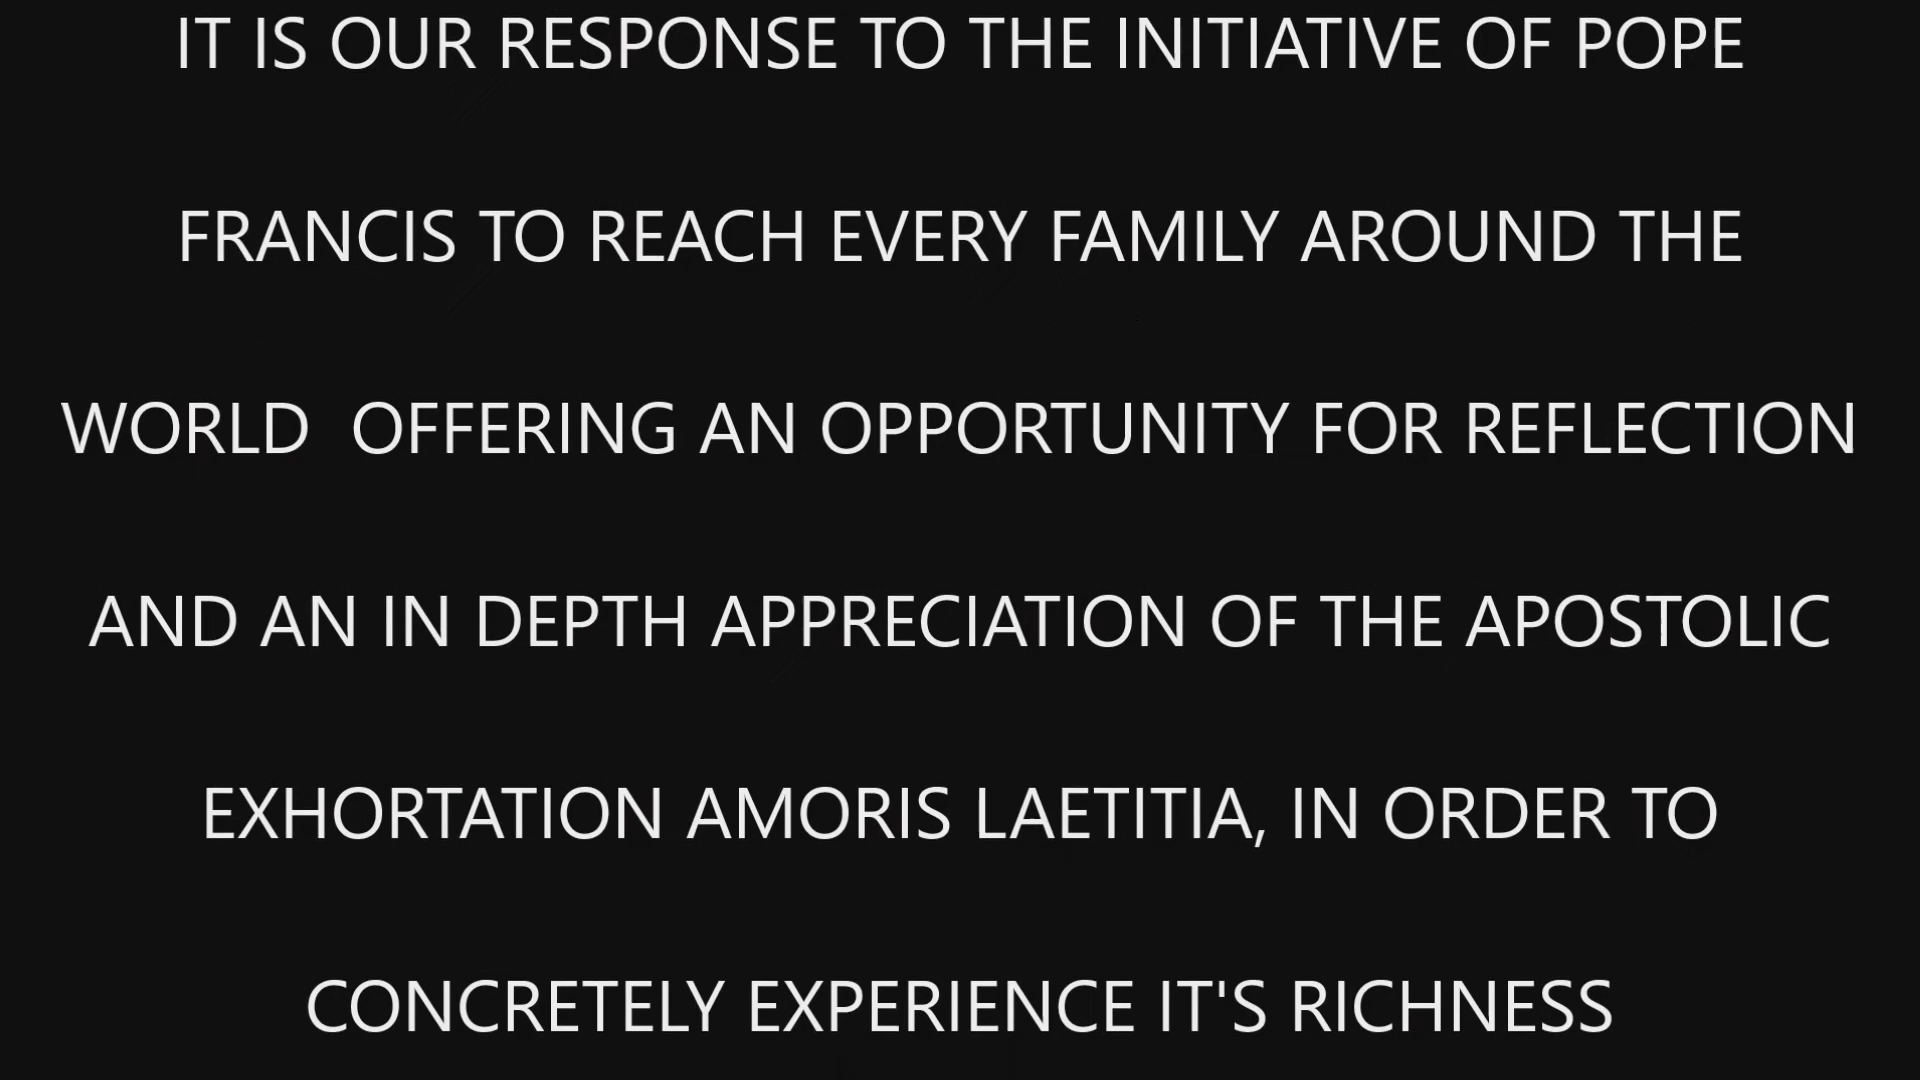 IT IS OUR RESPONSE TO THE INITIATIVE OF POPE
FRANCIS TO REACH EVERY FAMILY AROUND THE
WORLD  OFFERING AN OPPORTUNITY FOR REFLECTION
AND AN IN DEPTH APPRECIATION OF THE APOSTOLIC
EXHORTATION AMORIS LAETITIA, IN ORDER TO
CONCRETELY EXPERIENCE IT'S RICHNESS